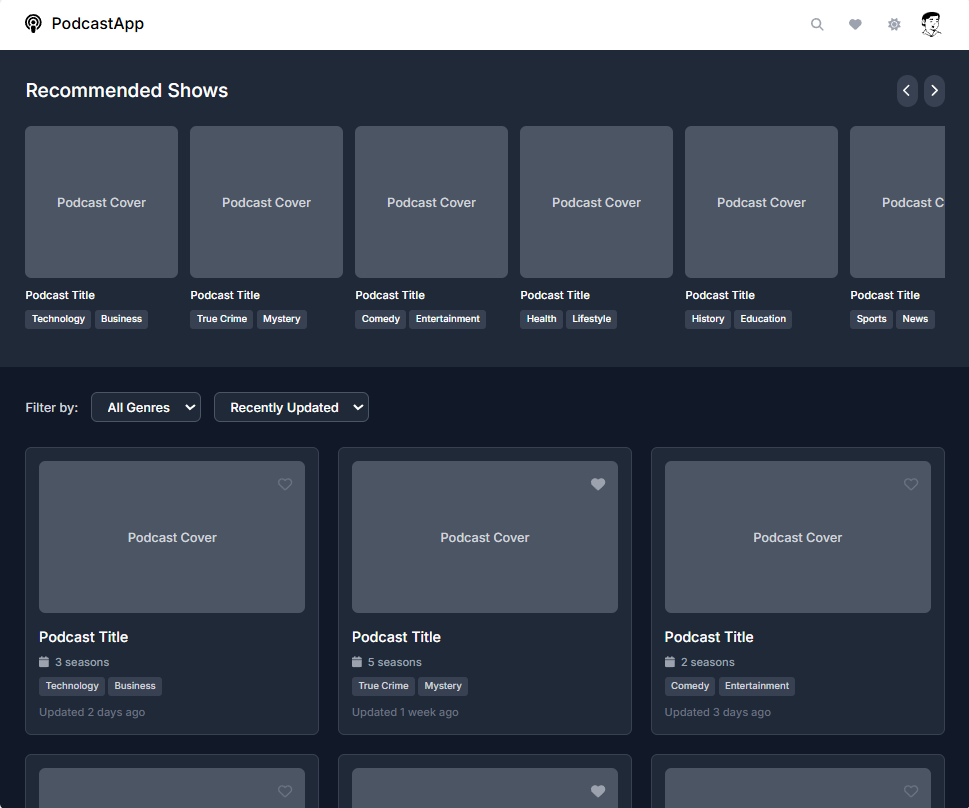 PodcastApp
Recommended Shows
Podcast Cover Podcast Cover Podcast Cover Podcast Cover Podcast Cover Podcast C
Podcast Title Podcast Title Podcast Title Podcast Title Podcast Title Podcast Title
Technology Business True Crime Mystery Comedy Entertainment Health Lifestyle History Education Sports News
Filter by: All Genres Recently Updated
Podcast Cover Podcast Cover Podcast Cover
Podcast Title Podcast Title Podcast Title
3 seasons 5 seasons 2 seasons
Technology Business True Crime Mystery Comedy Entertainment
Updated 2 days ago Updated 1 week ago Updated 3 days ago